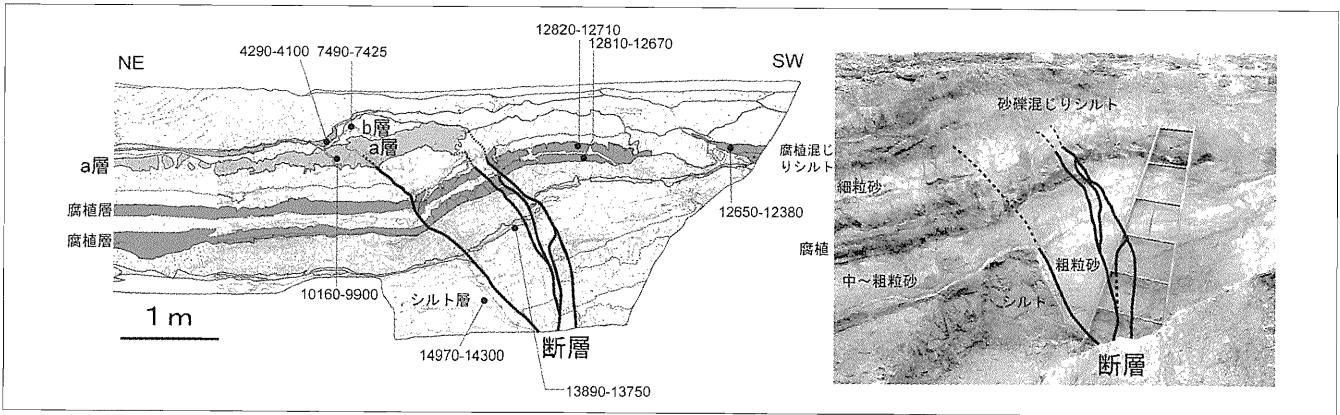 NE
4290-4100
7490-7425
12820-12710
12810-12670
SW
b層
a層
a層
腐植混じ
りシルト
12650-12380
腐植層
腐植層
10160-9900
シルト層
1 m
14970-14300
断層
13890-13750
砂礫混じりシルト
細粒砂
腐植
粗粒砂
中～粗粒砂
シルト
断層